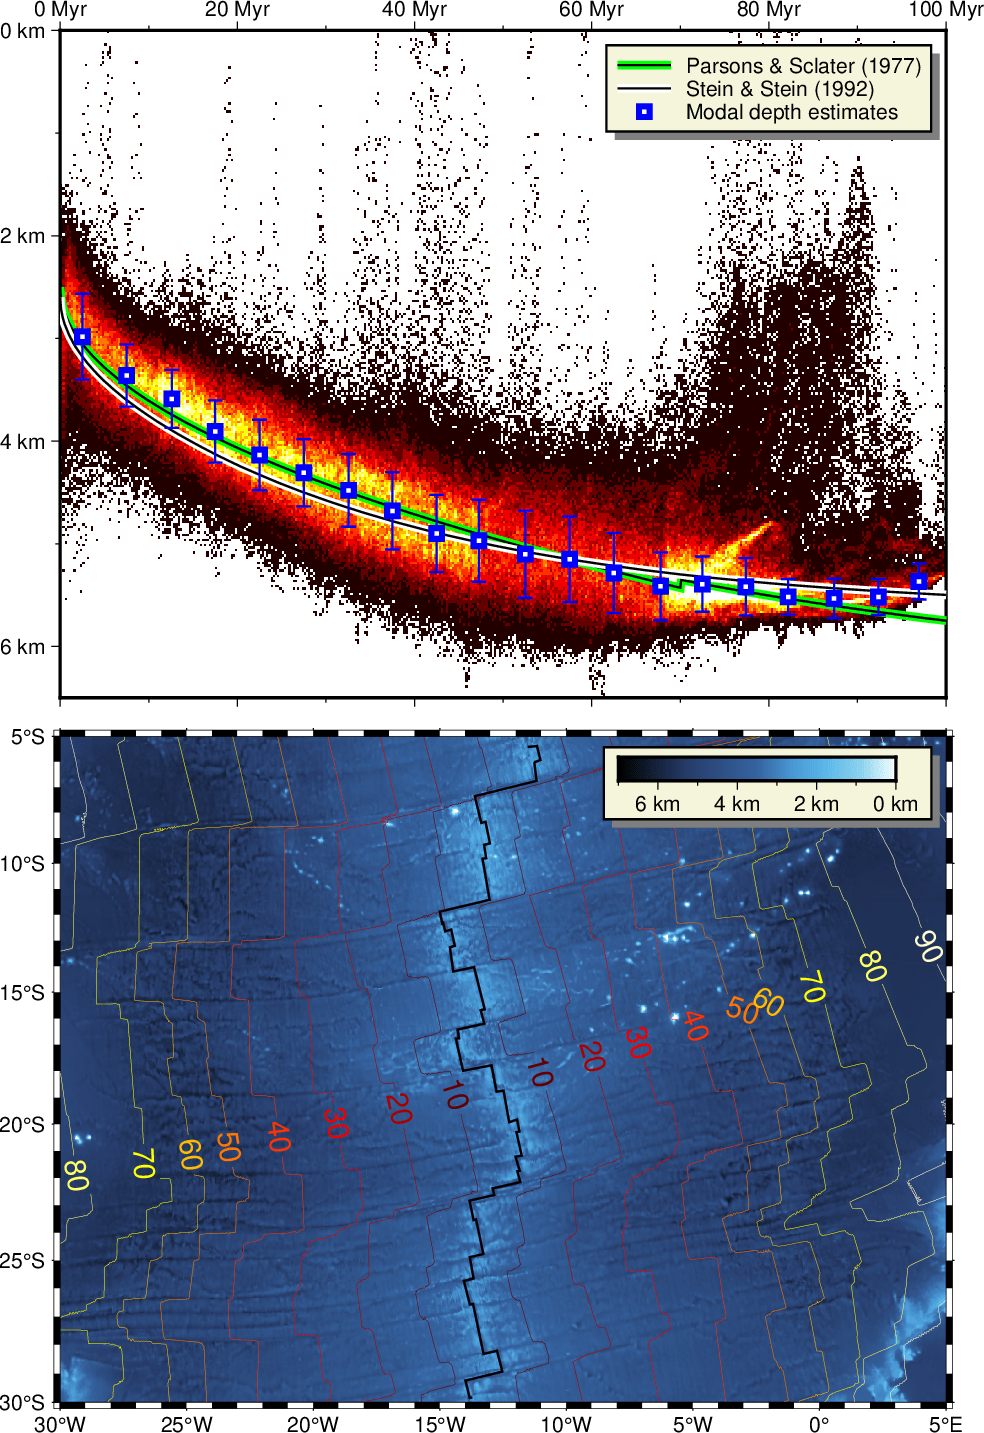 0 Myr 20 Myr 40 Myr 60 Myr 80 Myr 100 Myr
0 km
2 km
4 km
6 km
Parsons & Sclater (1977)
Stein & Stein (1992)
Modal depth estimates
5°S
10°S
15°S
20°S
25°S
30°S
6 km 4 km 2 km 0 km
90
80
70
60
50
40
30
20
10
10
20
30
40
50
60
70
80
30°W 25°W 20°W 15°W 10°W 5°W 0° 5°E